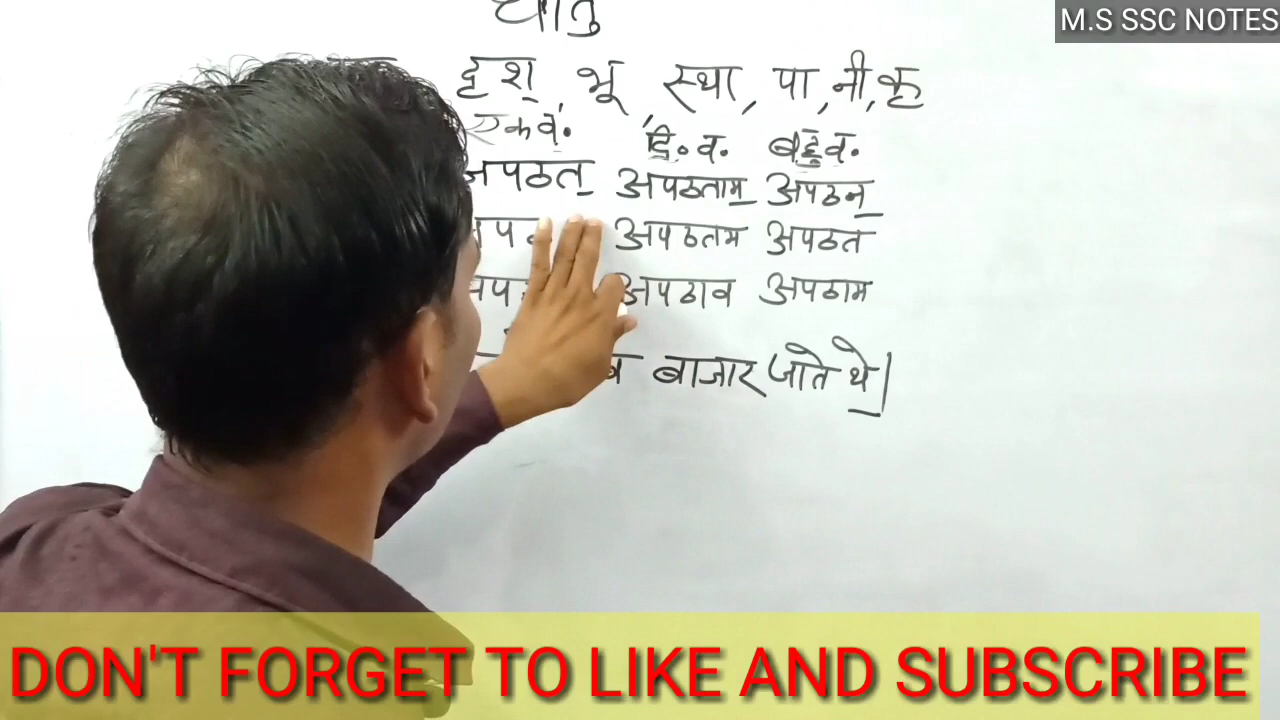 M.S SSC NOTES
धातु
दृश्, भू, स्था, पा, नी, कृ
एकव. द्वि.व. बहुव.
अपठत् अपठताम् अपठन्
अपठतम अपठत
अपठाव अपठाम
बाजार जाते थे।
DON'T FORGET TO LIKE AND SUBSCRIBE